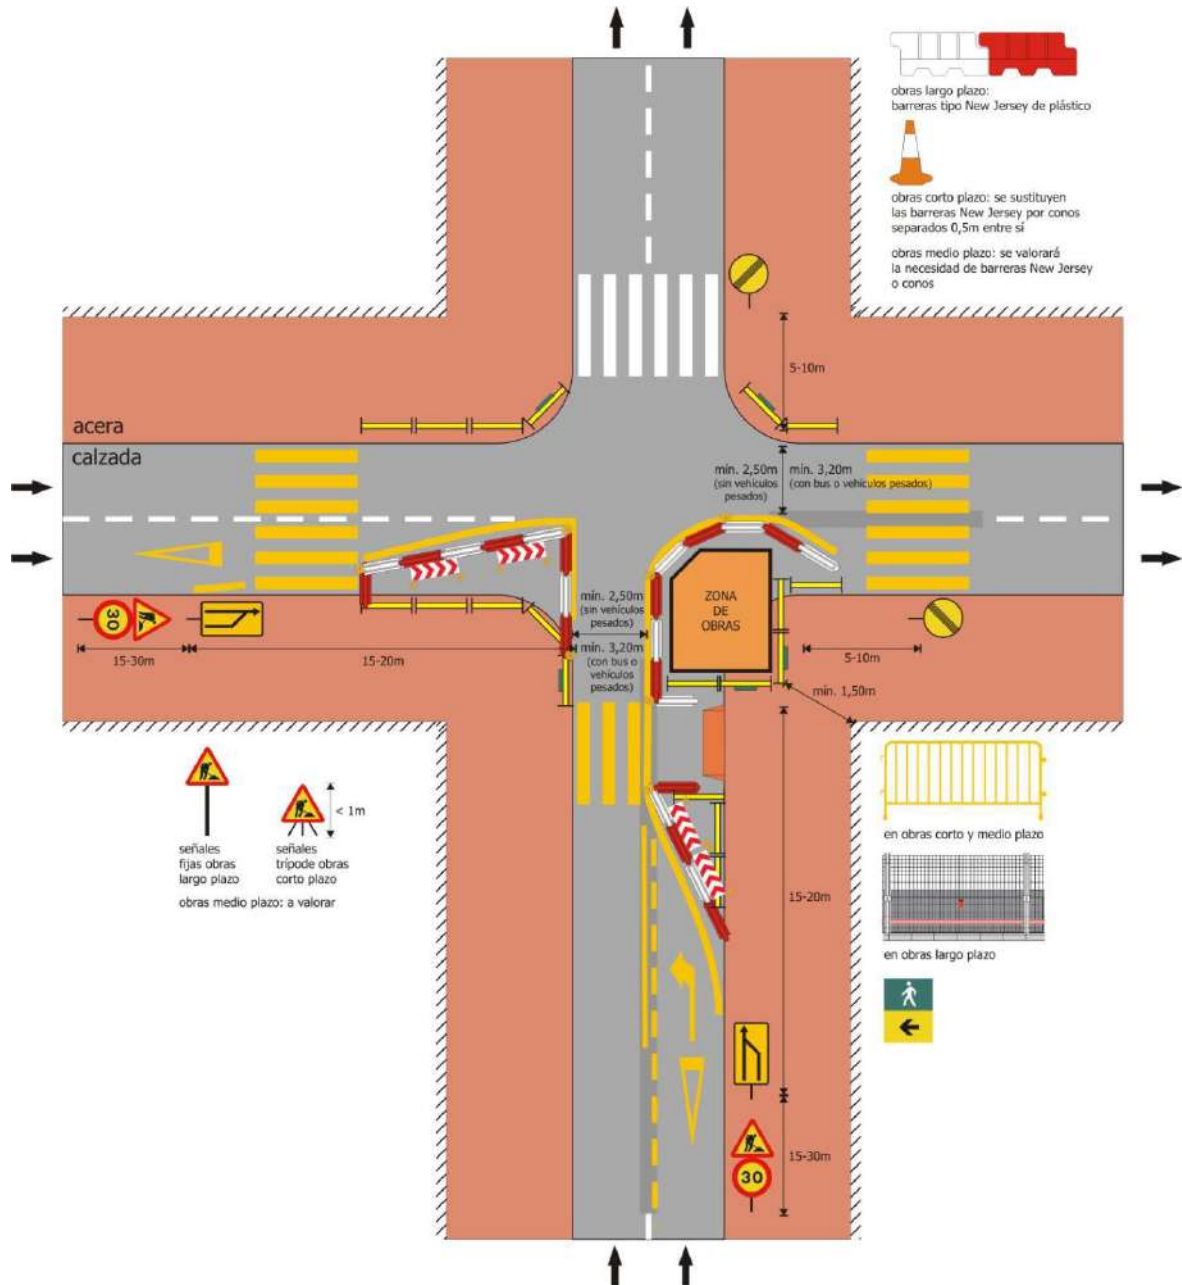 obras largo plazo:
barreras tipo New Jersey de plástico
obras corto plazo: se sustituyen
las barreras New Jersey por conos
separados 0,5m entre sí
obras medio plazo: se valorará
la necesidad de barreras New Jersey
o conos
5-10m
acera
calzada
mín. 2,50m
(sin vehículos
pesados)
mín. 3,20m
(con bus o vehículos pesados)
30
15-30m
15-20m
mín. 2,50m
(sin vehículos
pesados)
mín. 3,20m
(con bus o
vehículos
pesados)
ZONA
DE
OBRAS
5-10m
mín. 1,50m
< 1m
señales
fijas obras
largo plazo
señales
trípode obras
corto plazo
obras medio plazo: a valorar
en obras corto y medio plazo
15-20m
en obras largo plazo
15-30m
30